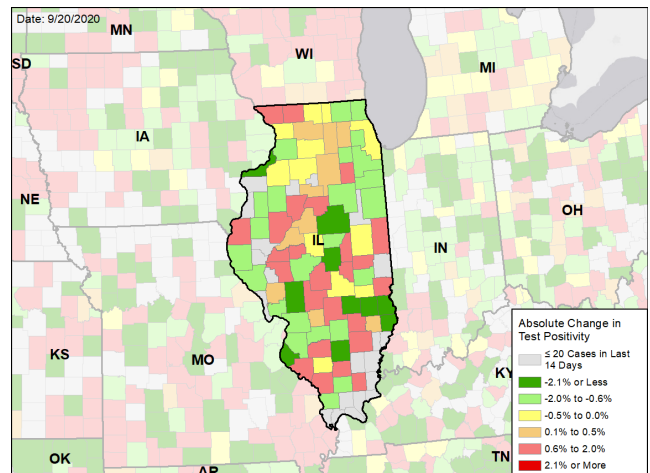 Date: 9/20/2020
MN
SD
WI
MI
IA
NE
OH
IL
IN
Absolute Change in
Test Positivity
≤ 20 Cases in Last
14 Days
-2.1% or Less
-2.0% to -0.6%
-0.5% to 0.0%
0.1% to 0.5%
0.6% to 2.0%
2.1% or More
KS
MO
KY
OK
AR
TN